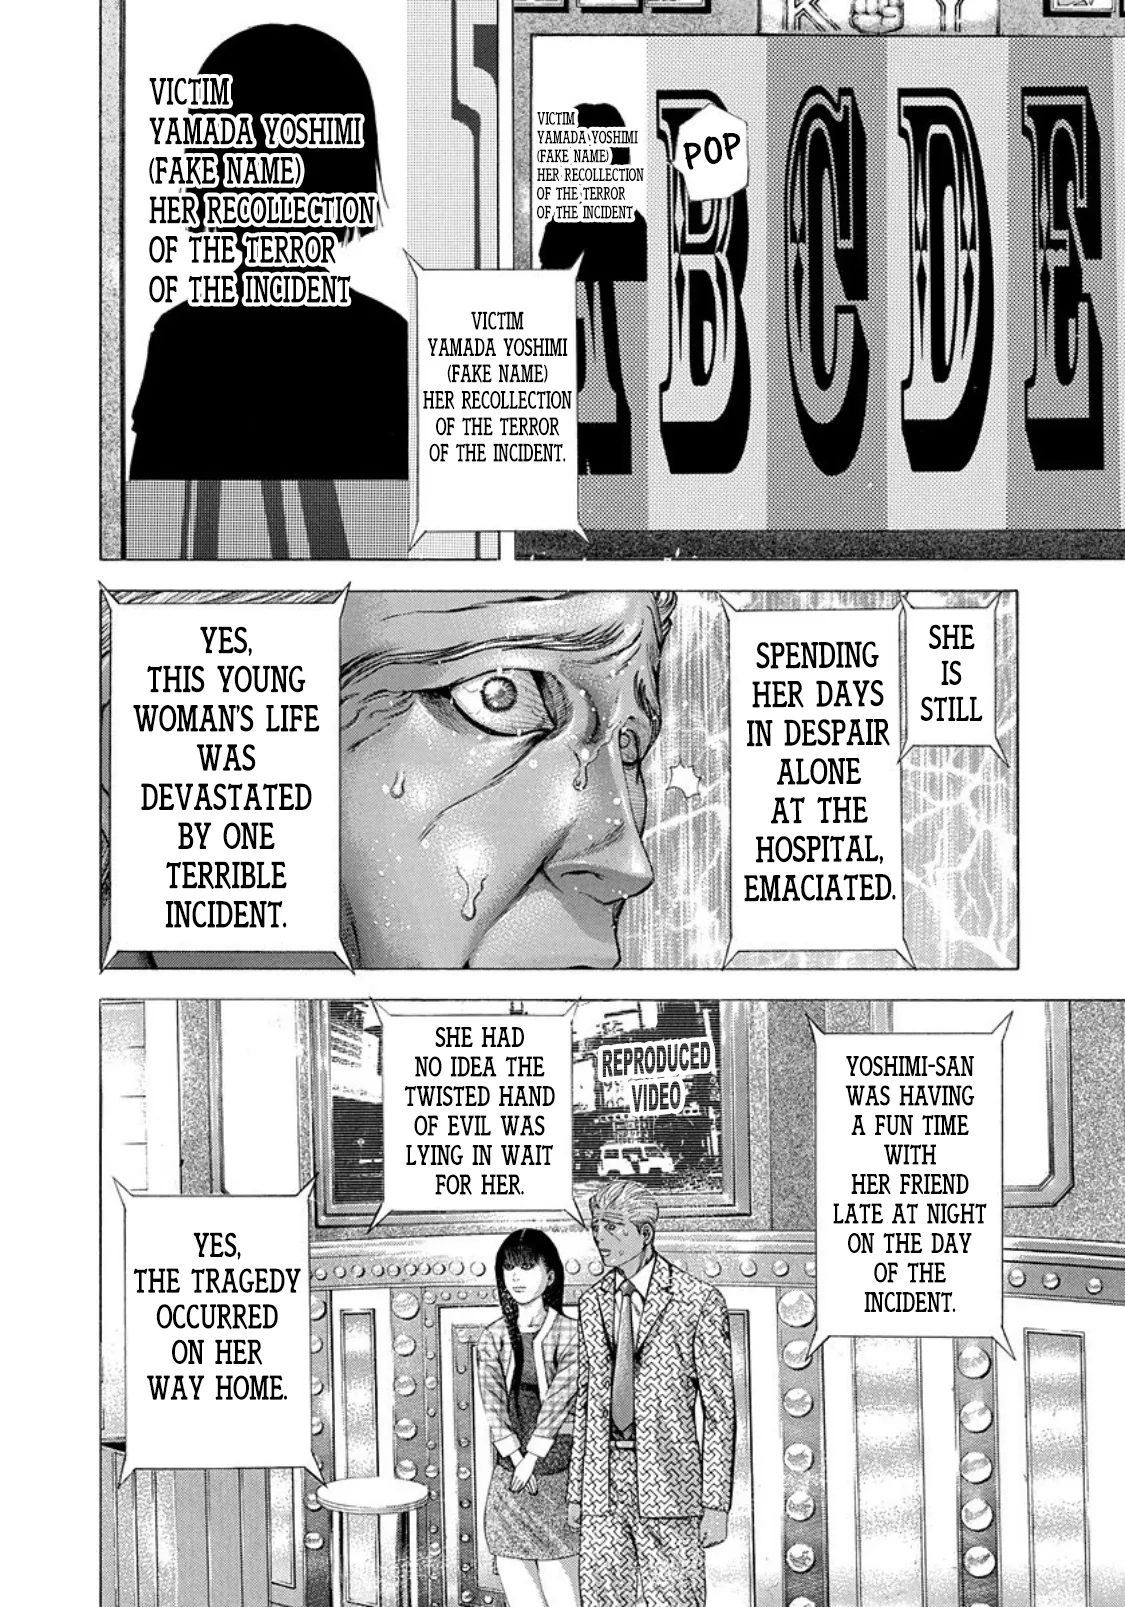 K Y
VICTIM
YAMADA YOSHIMI
(FAKE NAME)
HER RECOLLECTION
OF THE TERROR
OF THE INCIDENT
POP
A B C D E
VICTIM
YAMADA YOSHIMI
(FAKE NAME)
HER RECOLLECTION
OF THE TERROR
OF THE INCIDENT.
VICTIM
YAMADA YOSHIMI
(FAKE NAME)
HER RECOLLECTION
OF THE TERROR
OF THE INCIDENT
SHE
IS
STILL
SPENDING
HER DAYS
IN DESPAIR
ALONE
AT THE
HOSPITAL,
EMACIATED.
YES,
THIS YOUNG
WOMAN'S LIFE
WAS
DEVASTATED
BY ONE
TERRIBLE
INCIDENT.
YOSHIMI-SAN
WAS HAVING
A FUN TIME
WITH
HER FRIEND
LATE AT NIGHT
ON THE DAY
OF THE
INCIDENT.
REPRODUCED
VIDEO
SHE HAD
NO IDEA THE
TWISTED HAND
OF EVIL WAS
LYING IN WAIT
FOR HER.
YES,
THE TRAGEDY
OCCURRED
ON HER
WAY HOME.